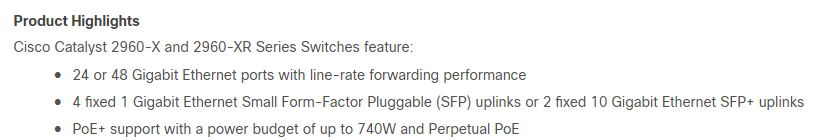 Product Highlights
Cisco Catalyst 2960-X and 2960-XR Series Switches feature:
● 24 or 48 Gigabit Ethernet ports with line-rate forwarding performance
● 4 fixed 1 Gigabit Ethernet Small Form-Factor Pluggable (SFP) uplinks or 2 fixed 10 Gigabit Ethernet SFP+ uplinks
● PoE+ support with a power budget of up to 740W and Perpetual PoE